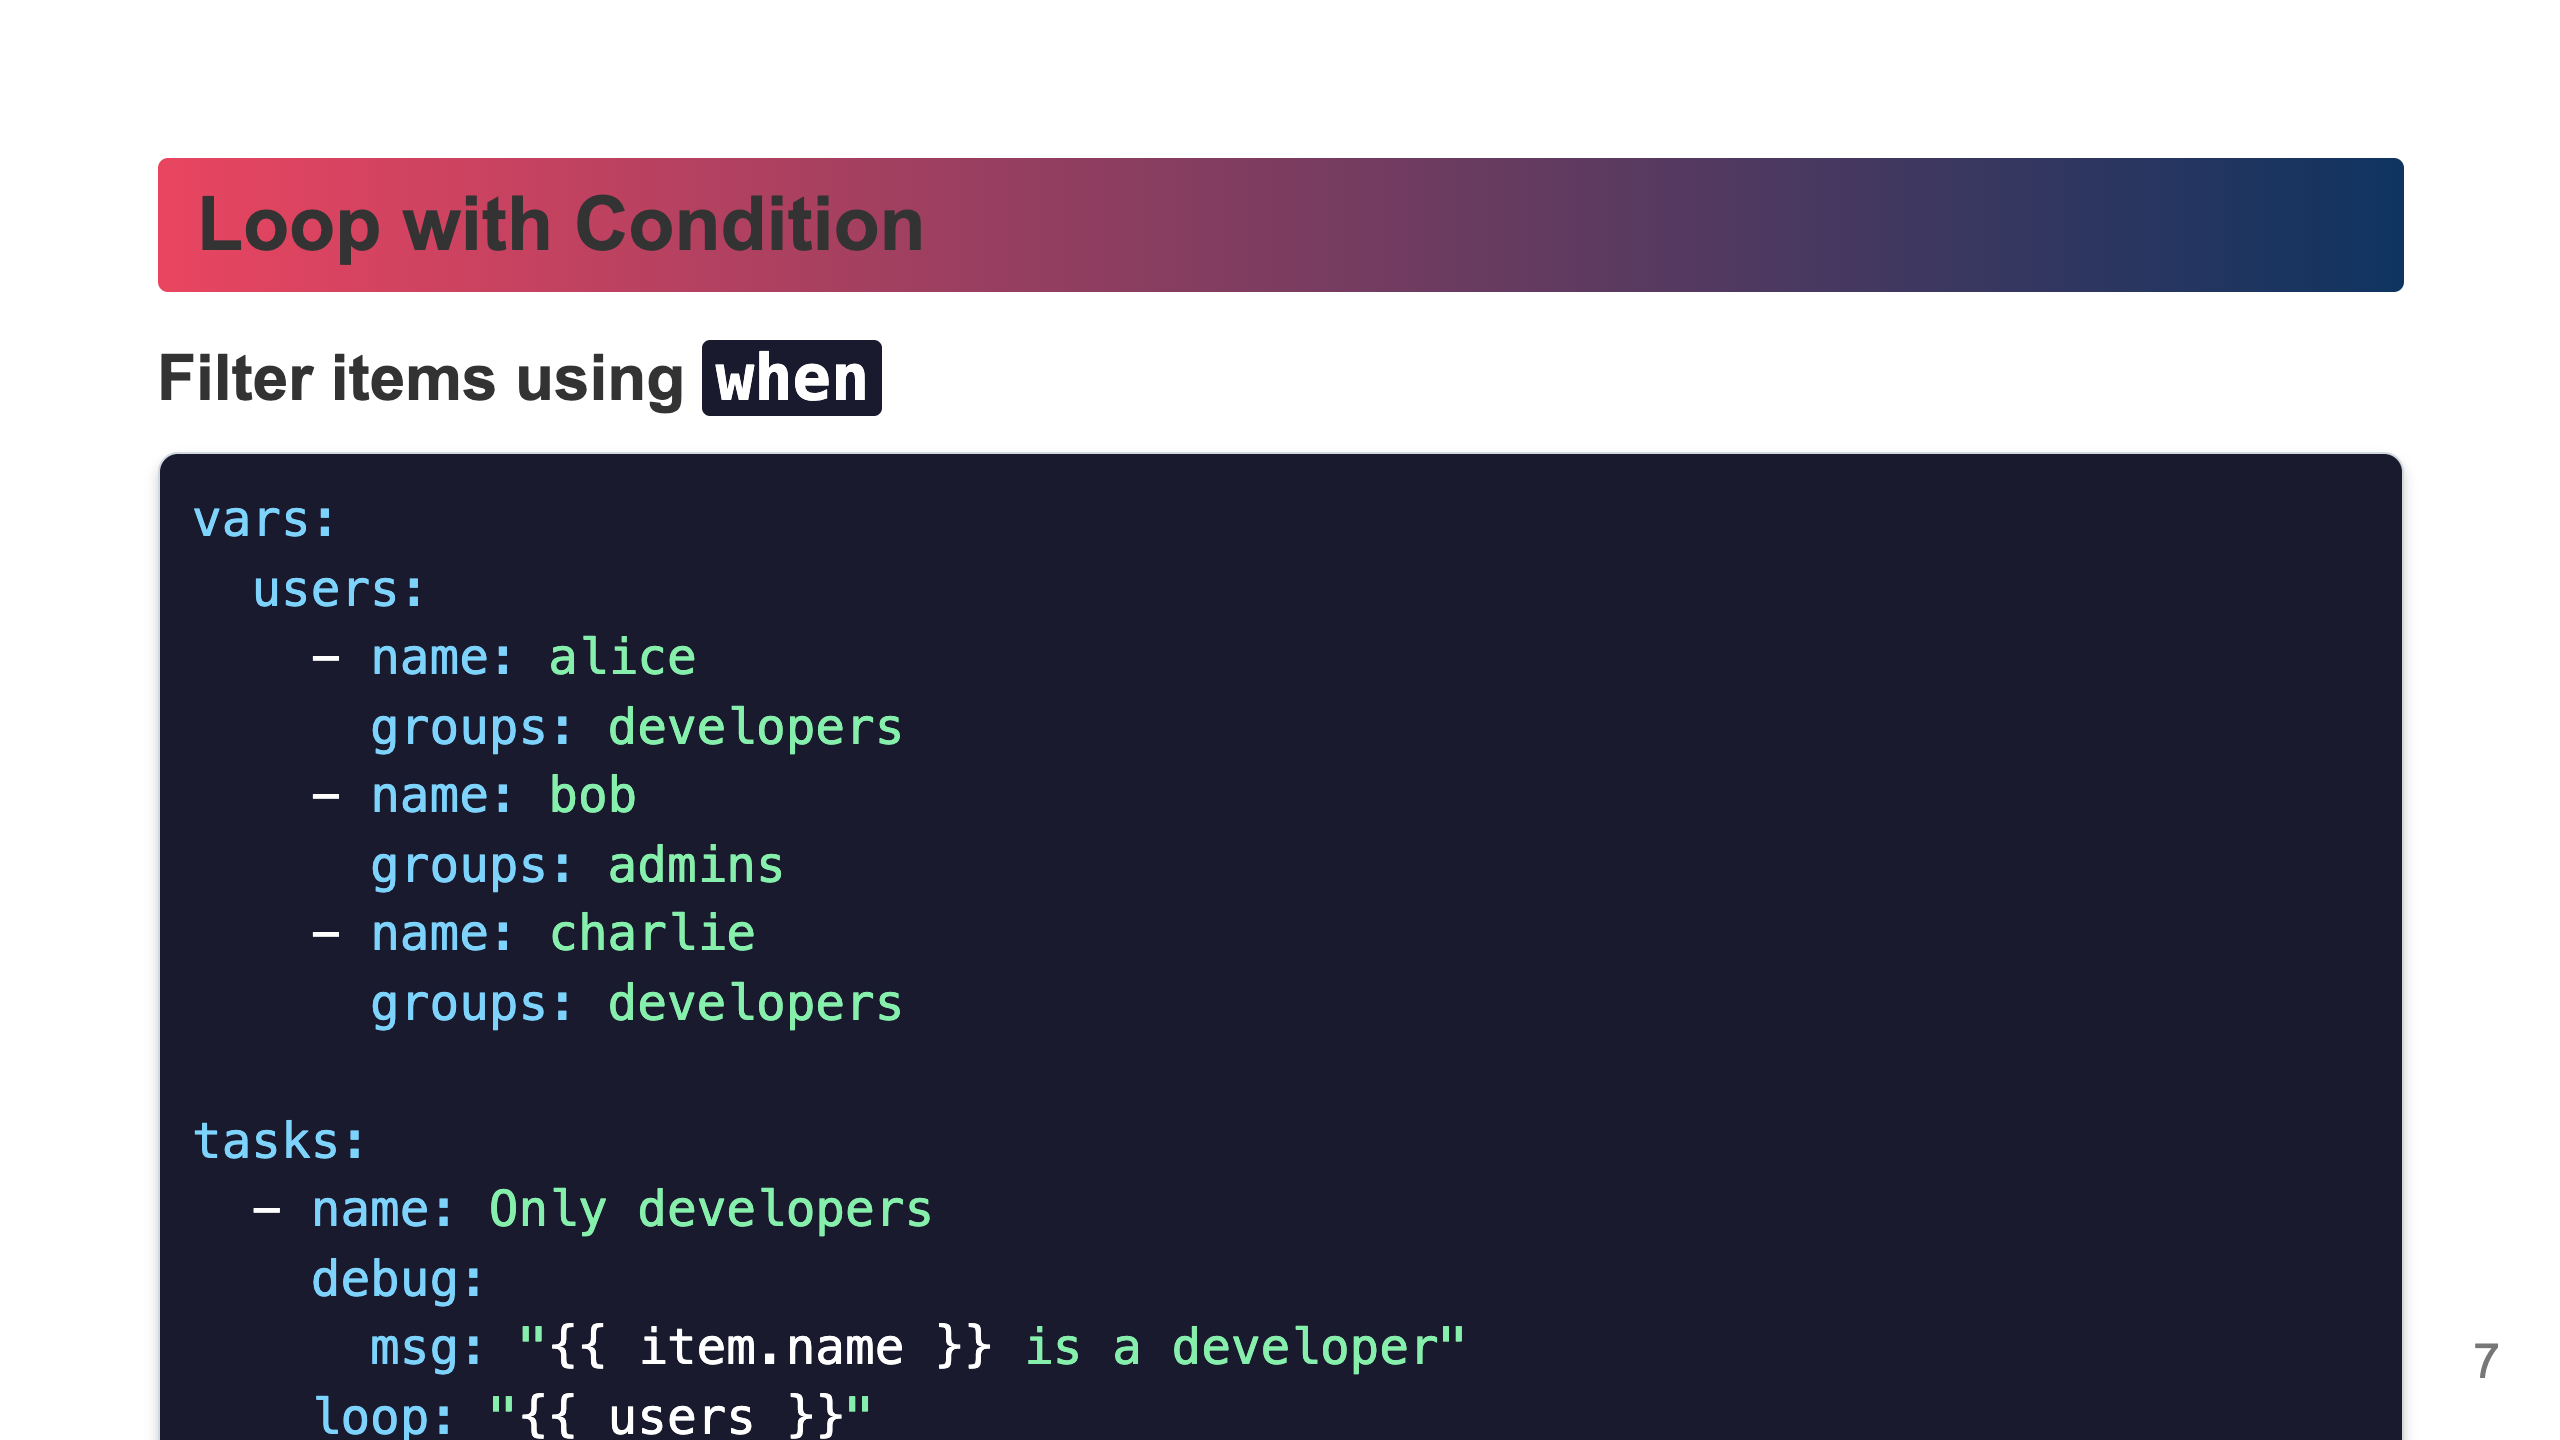 Loop with Condition
Filter items using when
vars:
  users:
    - name: alice
      groups: developers
    - name: bob
      groups: admins
    - name: charlie
      groups: developers

tasks:
  - name: Only developers
    debug:
      msg: "{{ item.name }} is a developer"
    loop: "{{ users }}"
7